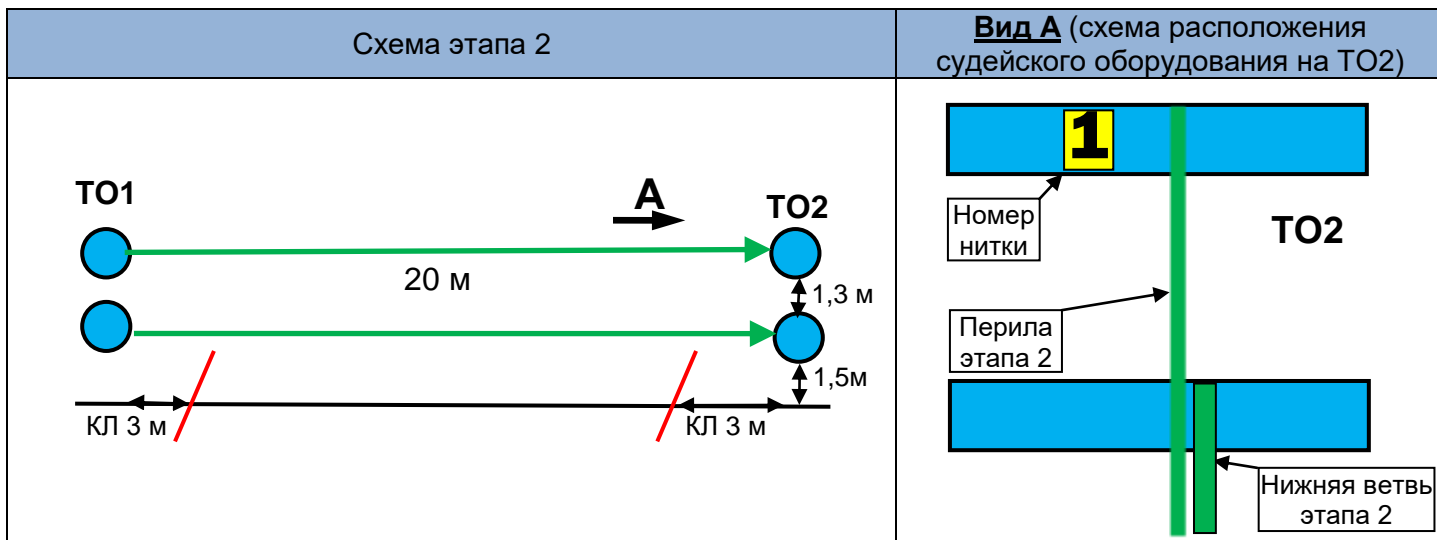 Схема этапа 2
Вид А (схема расположения
судейского оборудования на ТО2)
ТО1
А
ТО2
20 м
1,3 м
1,5м
КЛ 3 м
КЛ 3 м
1
Номер
нитки
ТО2
Перила
этапа 2
Нижняя ветвь
этапа 2